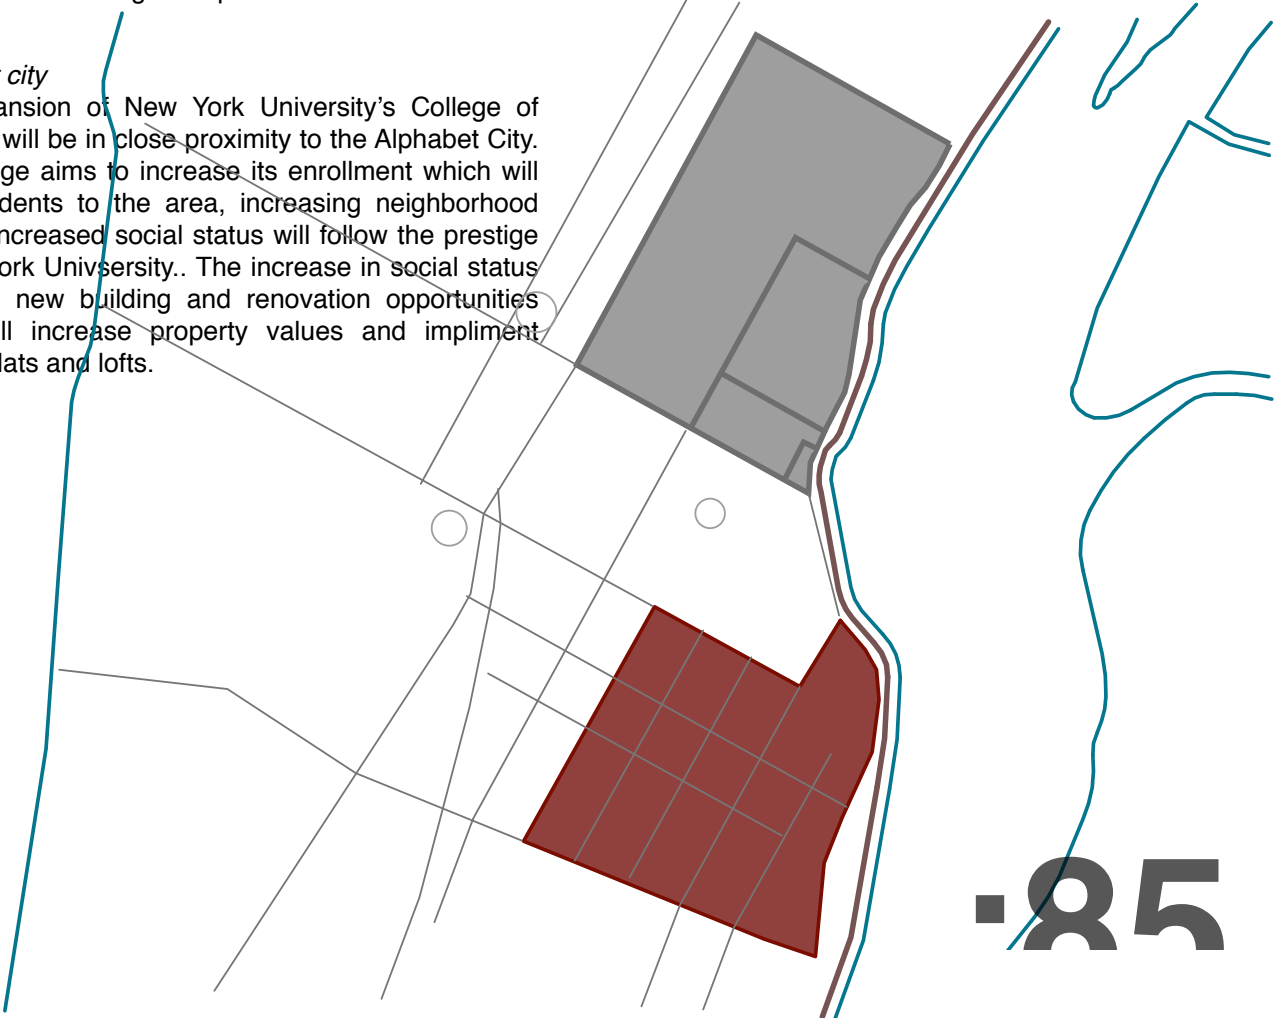 city
ansion of New York University's College of
will be in close proximity to the Alphabet City.
ge aims to increase its enrollment which will
dents to the area, increasing neighborhood
ncreased social status will follow the prestige
ork Univsersity.. The increase in social status
new building and renovation opportunities
ll increase property values and impliment
lats and lofts.
85